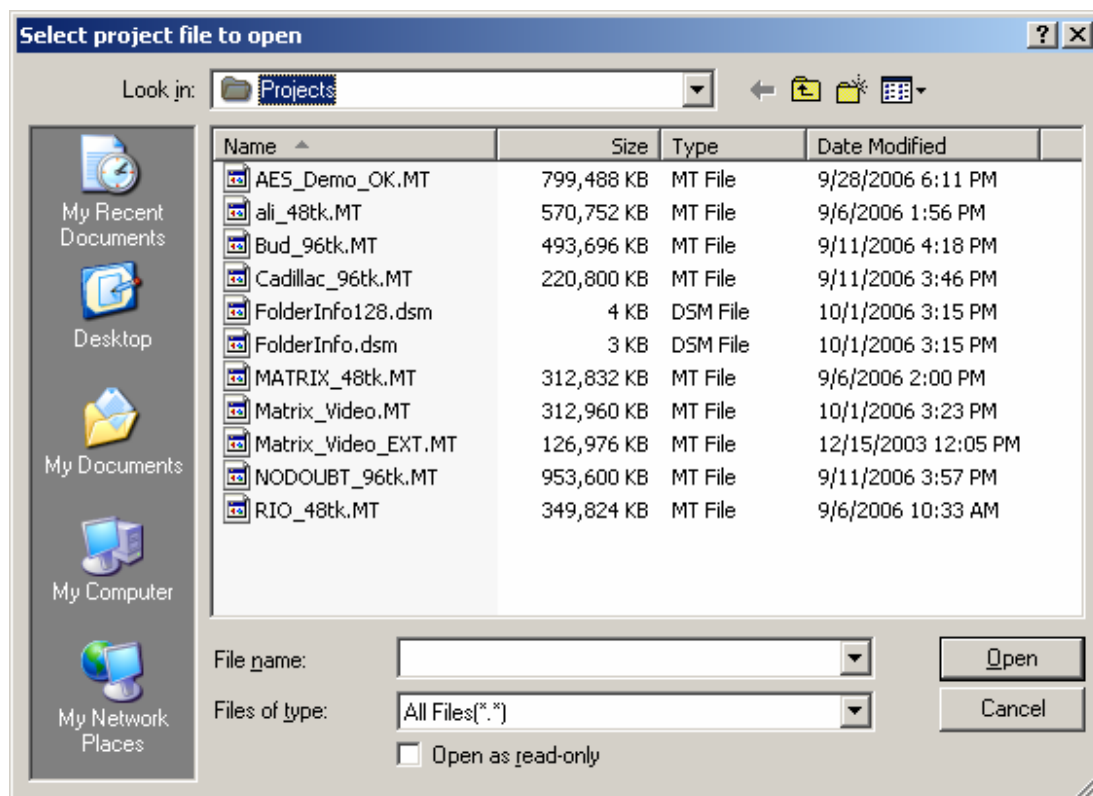 Select project file to open
Look in: Projects
My Recent Documents
Desktop
My Documents
My Computer
My Network Places
Name Size Type Date Modified
AES_Demo_OK.MT 799,488 KB MT File 9/28/2006 6:11 PM
ali_48tk.MT 570,752 KB MT File 9/6/2006 1:56 PM
Bud_96tk.MT 493,696 KB MT File 9/11/2006 4:18 PM
Cadillac_96tk.MT 220,800 KB MT File 9/11/2006 3:46 PM
FolderInfo128.dsm 4 KB DSM File 10/1/2006 3:15 PM
FolderInfo.dsm 3 KB DSM File 10/1/2006 3:15 PM
MATRIX_48tk.MT 312,832 KB MT File 9/6/2006 2:00 PM
Matrix_Video.MT 312,960 KB MT File 10/1/2006 3:23 PM
Matrix_Video_EXT.MT 126,976 KB MT File 12/15/2003 12:05 PM
NODOUBT_96tk.MT 953,600 KB MT File 9/11/2006 3:57 PM
RIO_48tk.MT 349,824 KB MT File 9/6/2006 10:33 AM
File name:
Open
Files of type: All Files(*.*)
Cancel
Open as read-only